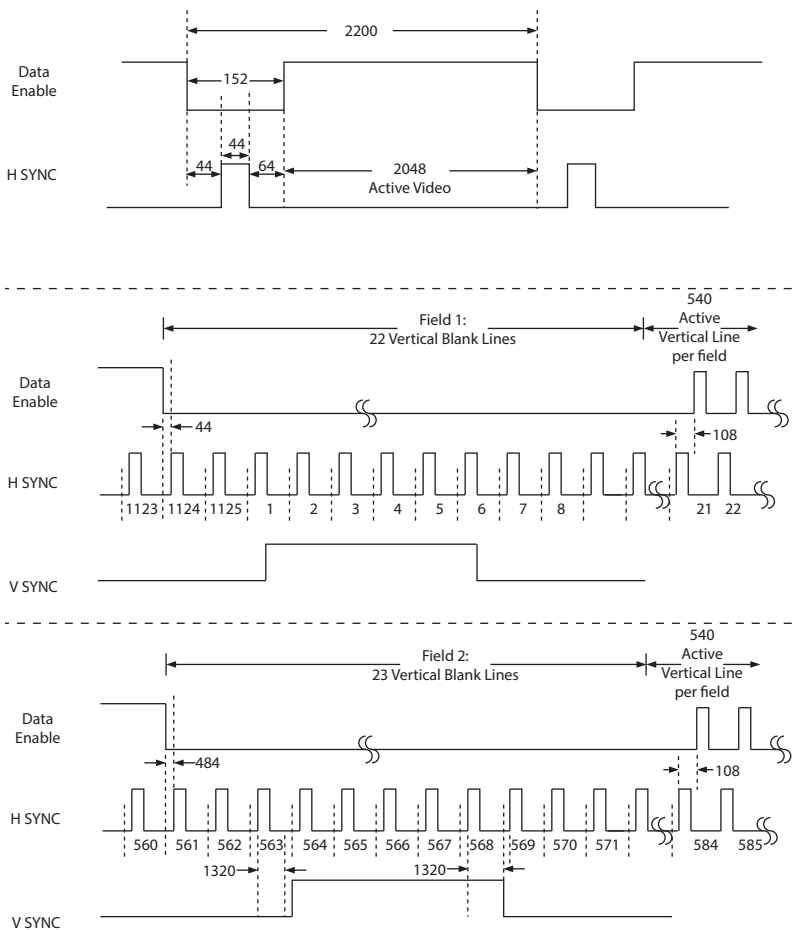 2200
Data
Enable
152
44
44
64
H SYNC
2048
Active Video
540
Active
Vertical Line
per field
Field 1:
22 Vertical Blank Lines
Data
Enable
44
108
H SYNC
1123 1124 1125 1 2 3 4 5 6 7 8 21 22
V SYNC
540
Active
Vertical Line
per field
Field 2:
23 Vertical Blank Lines
Data
Enable
484
108
H SYNC
560 561 562 563 564 565 566 567 568 569 570 571 584 585
1320 1320
V SYNC